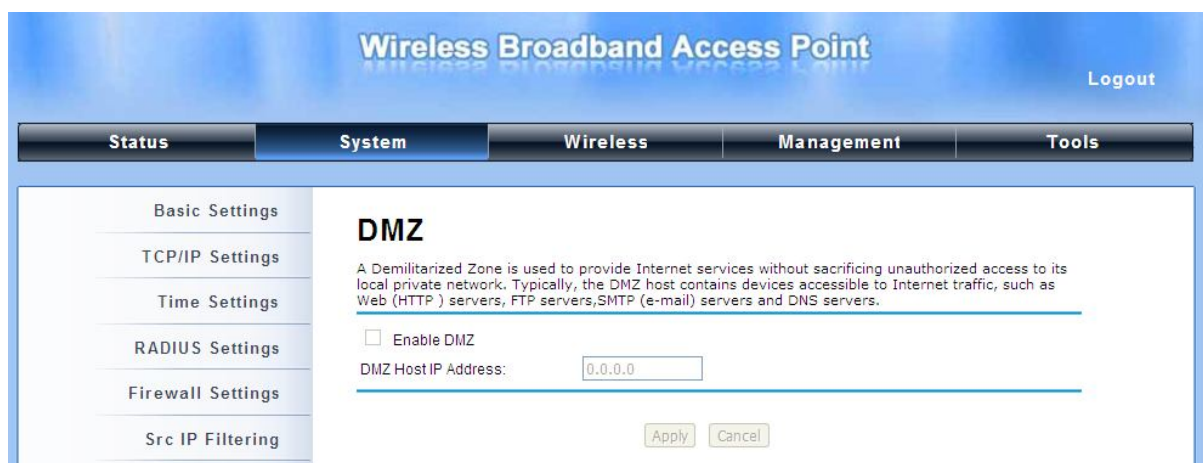 Wireless Broadband Access Point
Logout
Status System Wireless Management Tools
Basic Settings
TCP/IP Settings
Time Settings
RADIUS Settings
Firewall Settings
Src IP Filtering
DMZ
A Demilitarized Zone is used to provide Internet services without sacrificing unauthorized access to its
local private network. Typically, the DMZ host contains devices accessible to Internet traffic, such as
Web (HTTP ) servers, FTP servers,SMTP (e-mail) servers and DNS servers.
Enable DMZ
DMZ Host IP Address: 0.0.0.0
Apply Cancel